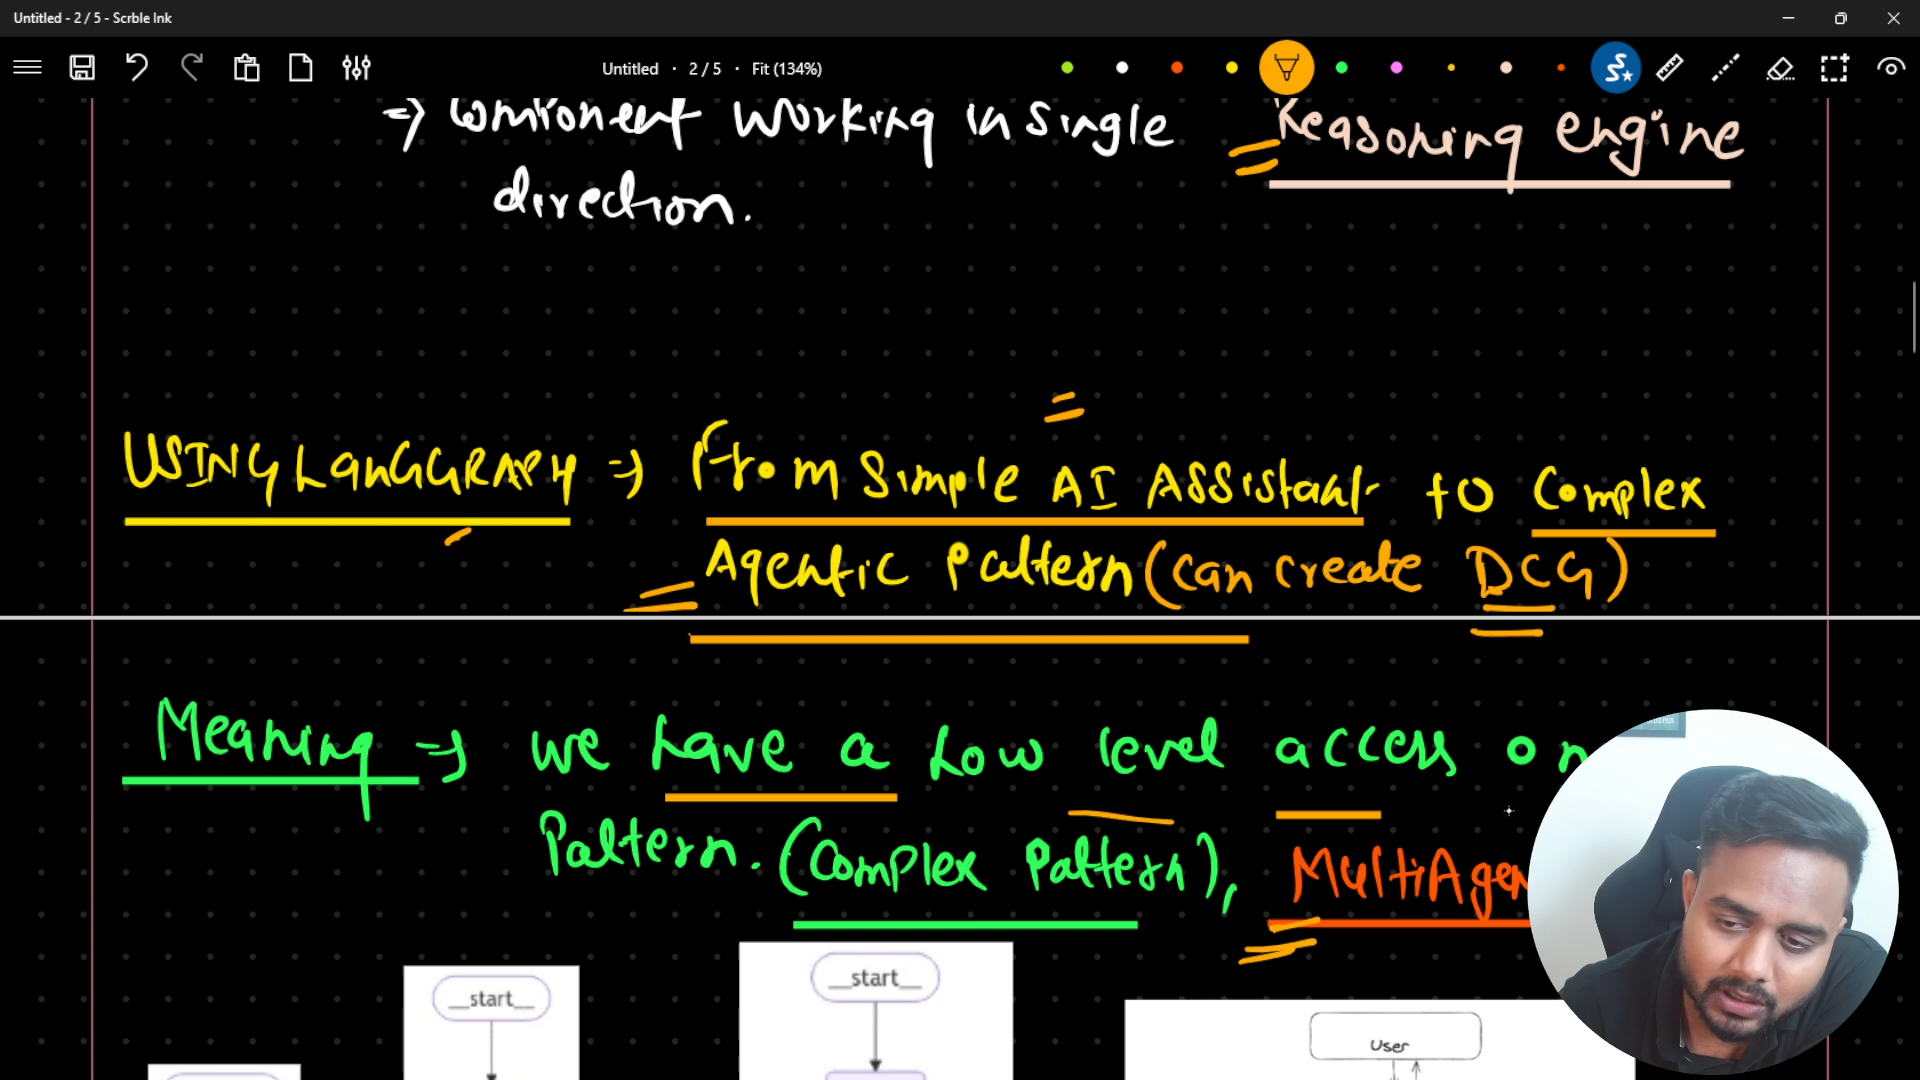 Untitled - 2 / 5 - Scrble Ink
Untitled · 2 / 5 · Fit (134%)
=> Component working in single
direction.
Reasoning engine
USING LANGGRAPH => From Simple AI Assistant to Complex
Agentic Pattern (can create DCG)
Meaning => we have a Low level access on
Pattern. (Complex Pattern), MultiAgen
__start__
__start__
User